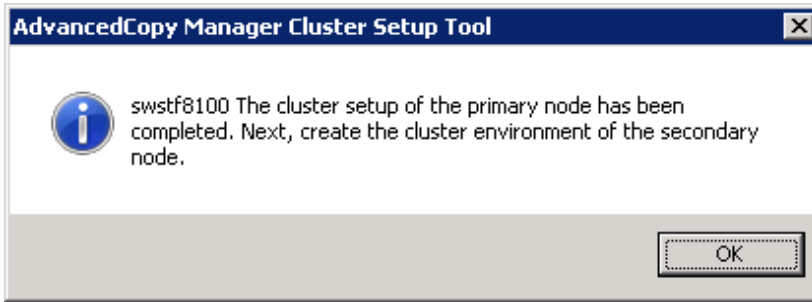 AdvancedCopy Manager Cluster Setup Tool
swstf8100 The cluster setup of the primary node has been
completed. Next, create the cluster environment of the secondary
node.
OK